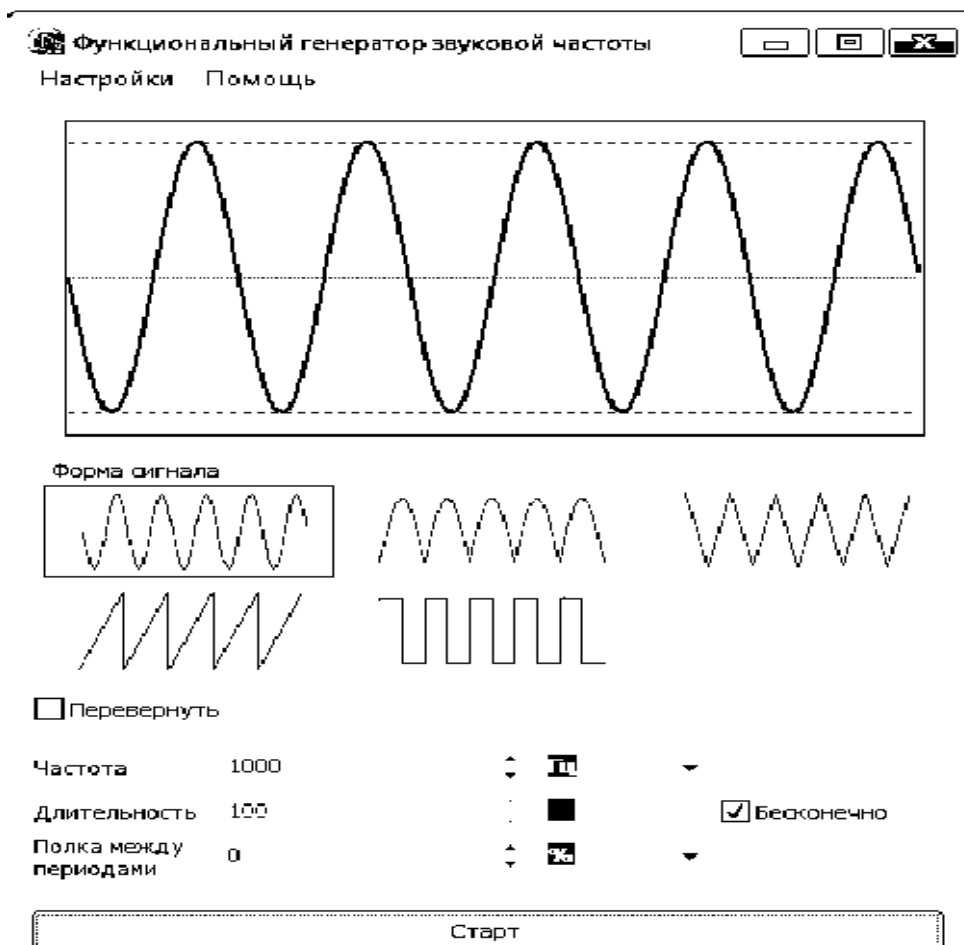 Функциональный генератор звуковой частоты
Настройки Помощь
Форма сигнала
Перевернуть
Частота 1000 Гц
Длительность 100 Бесконечно
Полка между
периодами 0 %
Старт